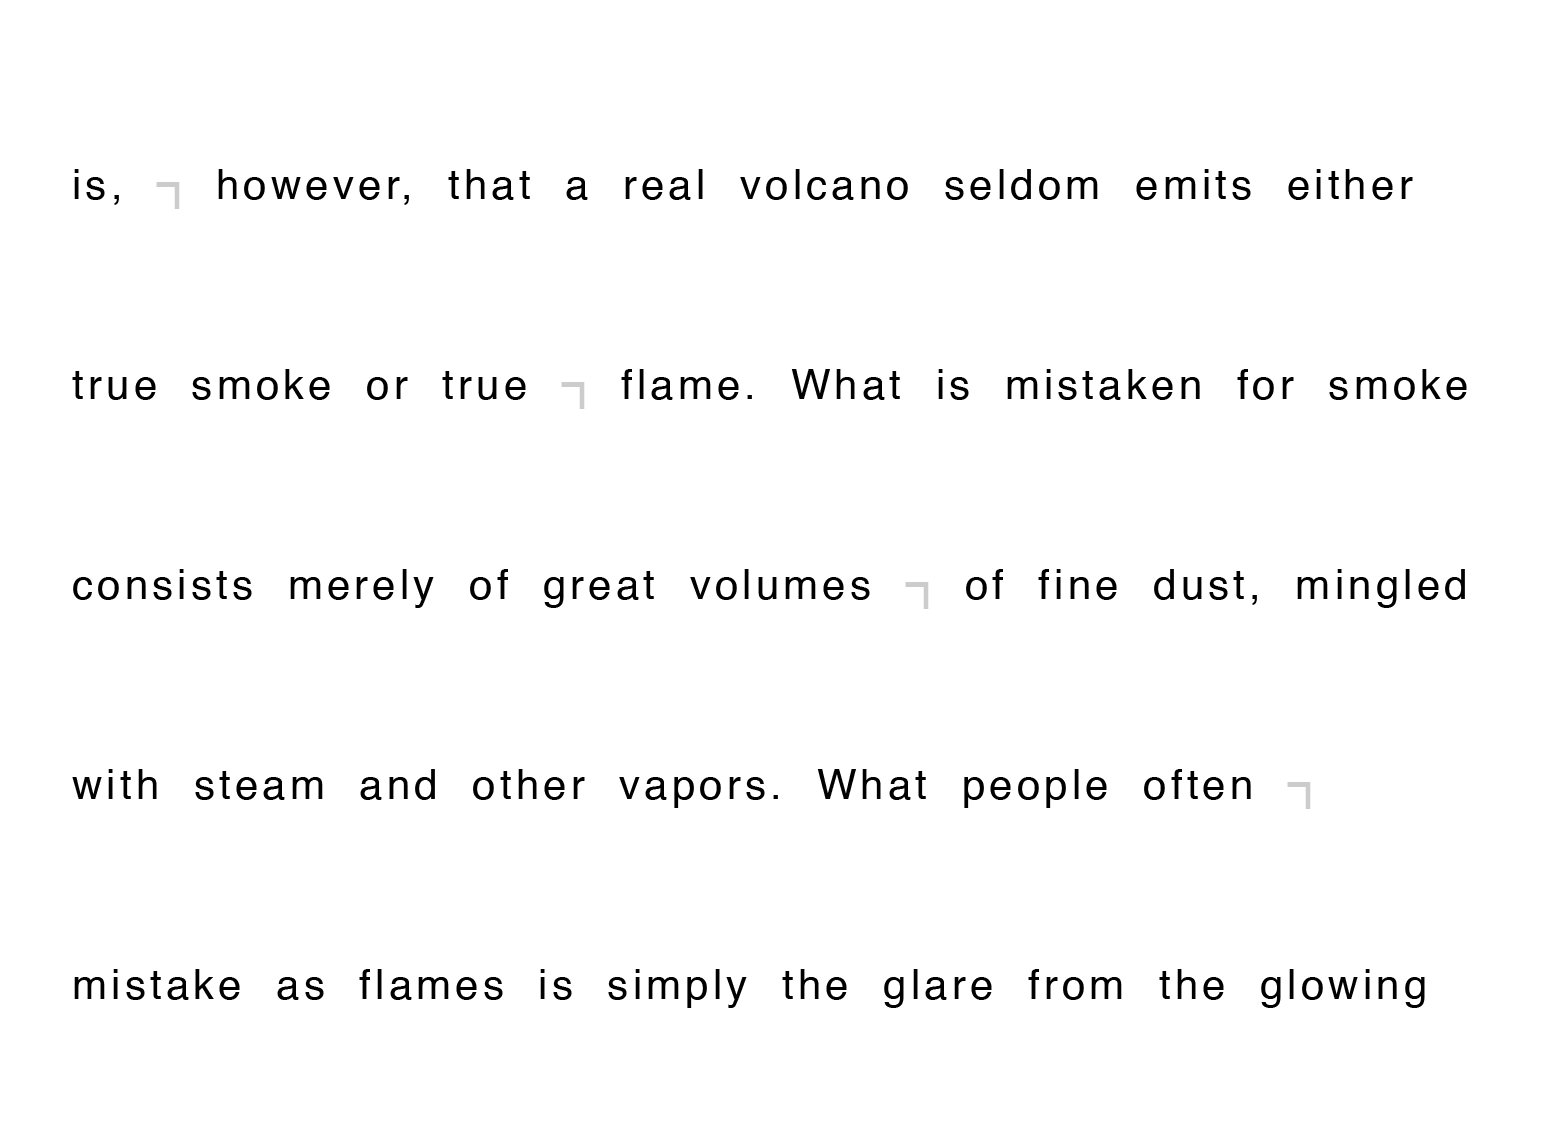 is, ¬ however, that a real volcano seldom emits either
true smoke or true ¬ flame. What is mistaken for smoke
consists merely of great volumes ¬ of fine dust, mingled
with steam and other vapors. What people often ¬
mistake as flames is simply the glare from the glowing